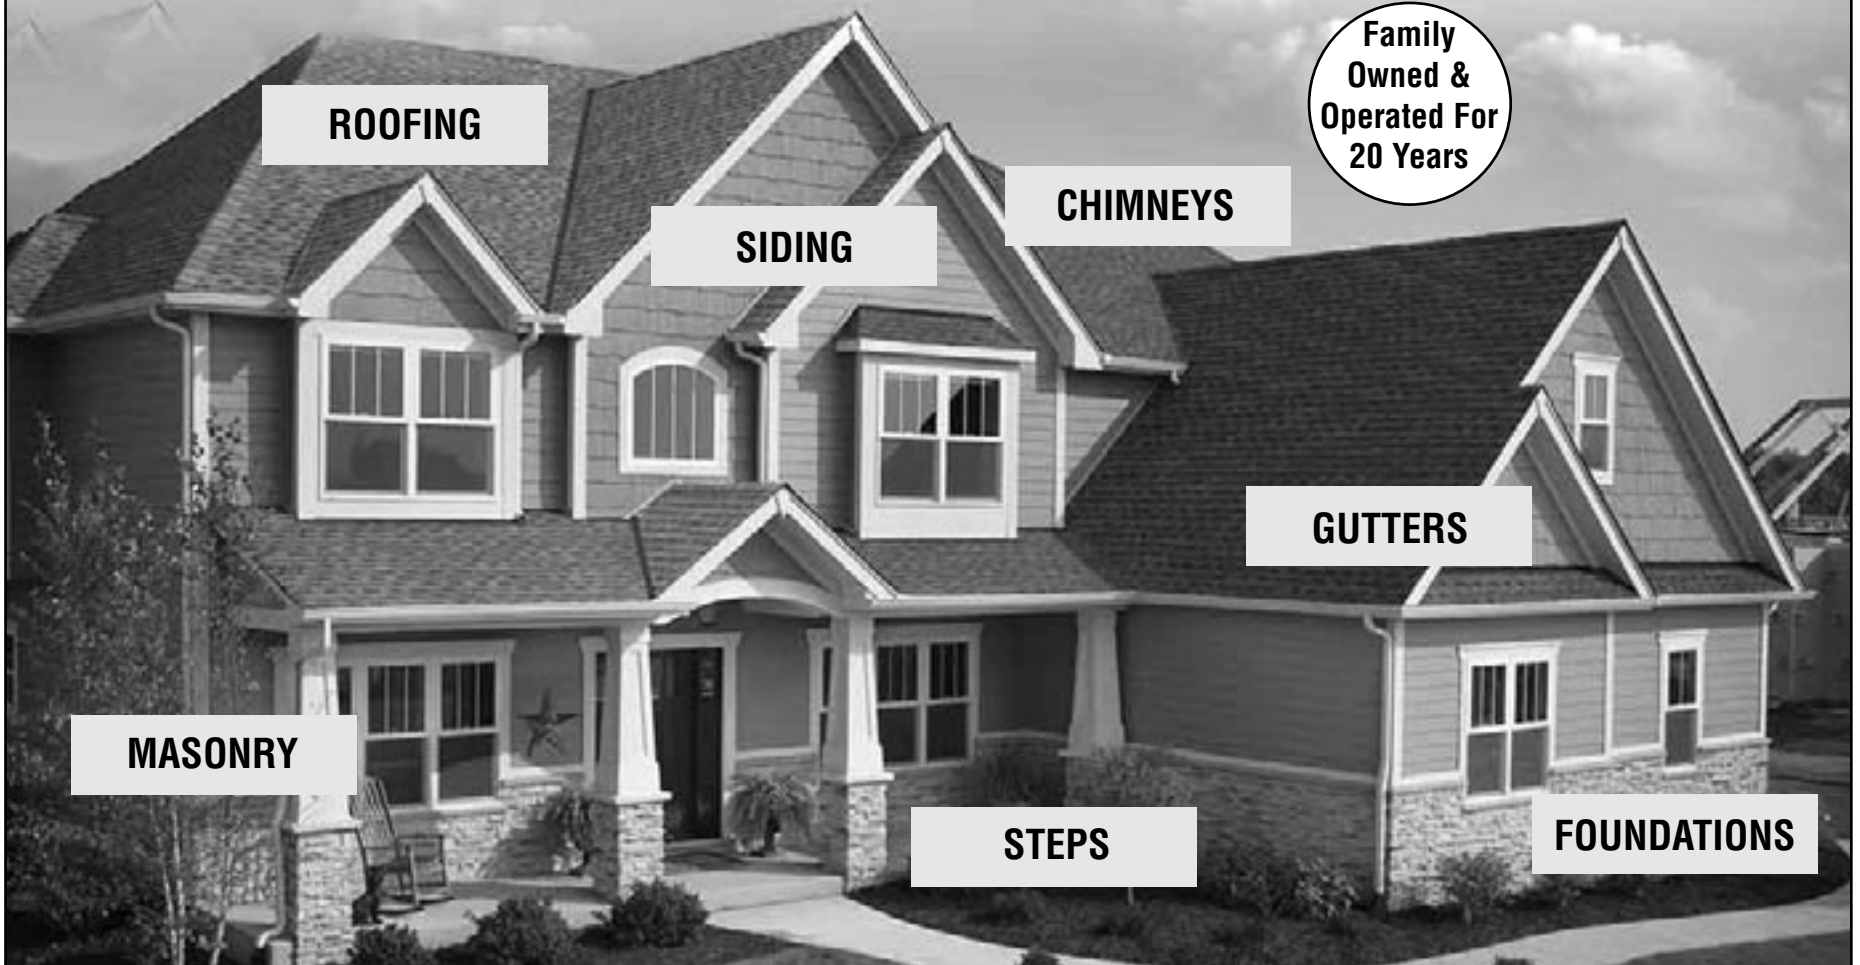 Family
Owned &
Operated For
20 Years
ROOFING
CHIMNEYS
SIDING
GUTTERS
MASONRY
STEPS
FOUNDATIONS